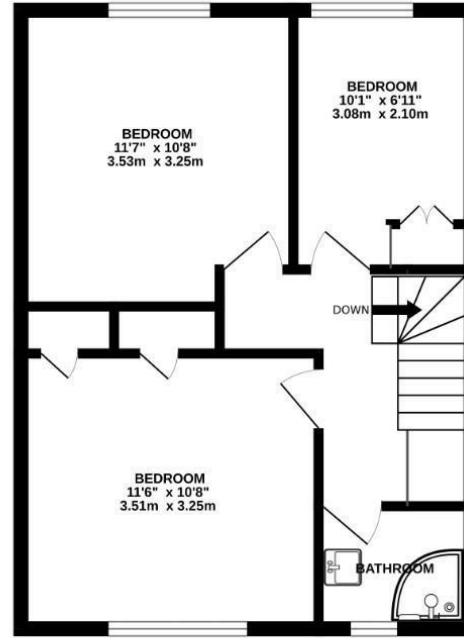 BEDROOM
11'7" x 10'8"
3.53m x 3.25m
BEDROOM
10'1" x 6'11"
3.08m x 2.10m
DOWN
BEDROOM
11'6" x 10'8"
3.51m x 3.25m
BATHROOM